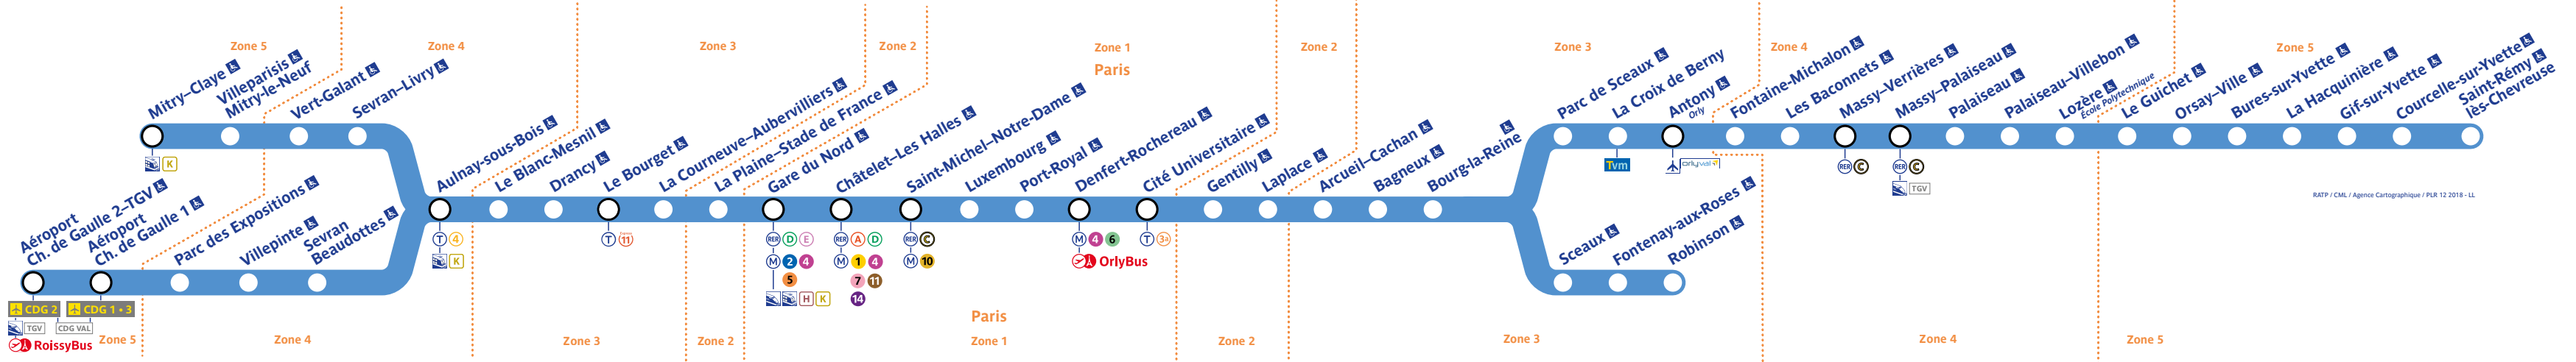 Zone 5
Zone 4
Zone 3
Zone 2
Zone 1
Paris
Zone 2
Zone 3
Zone 4
Zone 5
Mitry–Claye
Villeparisis
Mitry-le-Neuf
Vert-Galant
Sevran–Livry
K
Aéroport
Ch. de Gaulle 2–TGV
Aéroport
Ch. de Gaulle 1
Parc des Expositions
Villepinte
Sevran
Beaudottes
CDG 2
CDG 1 • 3
TGV
CDG VAL
RoissyBus
Aulnay-sous-Bois
T 4
K
Le Blanc-Mesnil
Drancy
Le Bourget
T 11
La Courneuve–Aubervilliers
La Plaine–Stade de France
Gare du Nord
RER D E
M 2 4
5
H K
Châtelet–Les Halles
RER A D
M 1 4
7 11
14
Saint-Michel–Notre-Dame
RER C
M 10
Luxembourg
Port-Royal
Denfert-Rochereau
M 4 6
OrlyBus
Cité Universitaire
T 3a
Gentilly
Laplace
Arcueil–Cachan
Bagneux
Bourg-la-Reine
Parc de Sceaux
La Croix de Berny
Tvm
Antony
Orly
orlyval
Fontaine-Michalon
Les Baconnets
Massy–Verrières
RER C
Massy–Palaiseau
RER C
TGV
Palaiseau
Palaiseau–Villebon
Lozère
École Polytechnique
Le Guichet
Orsay–Ville
Bures-sur-Yvette
La Hacquinière
Gif-sur-Yvette
Courcelle-sur-Yvette
Saint-Rémy
lès-Chevreuse
Sceaux
Fontenay-aux-Roses
Robinson
RATP / CML / Agence Cartographique / PLR 12 2018 - LL
Zone 5
Zone 4
Zone 3
Zone 2
Paris
Zone 1
Zone 2
Zone 3
Zone 4
Zone 5